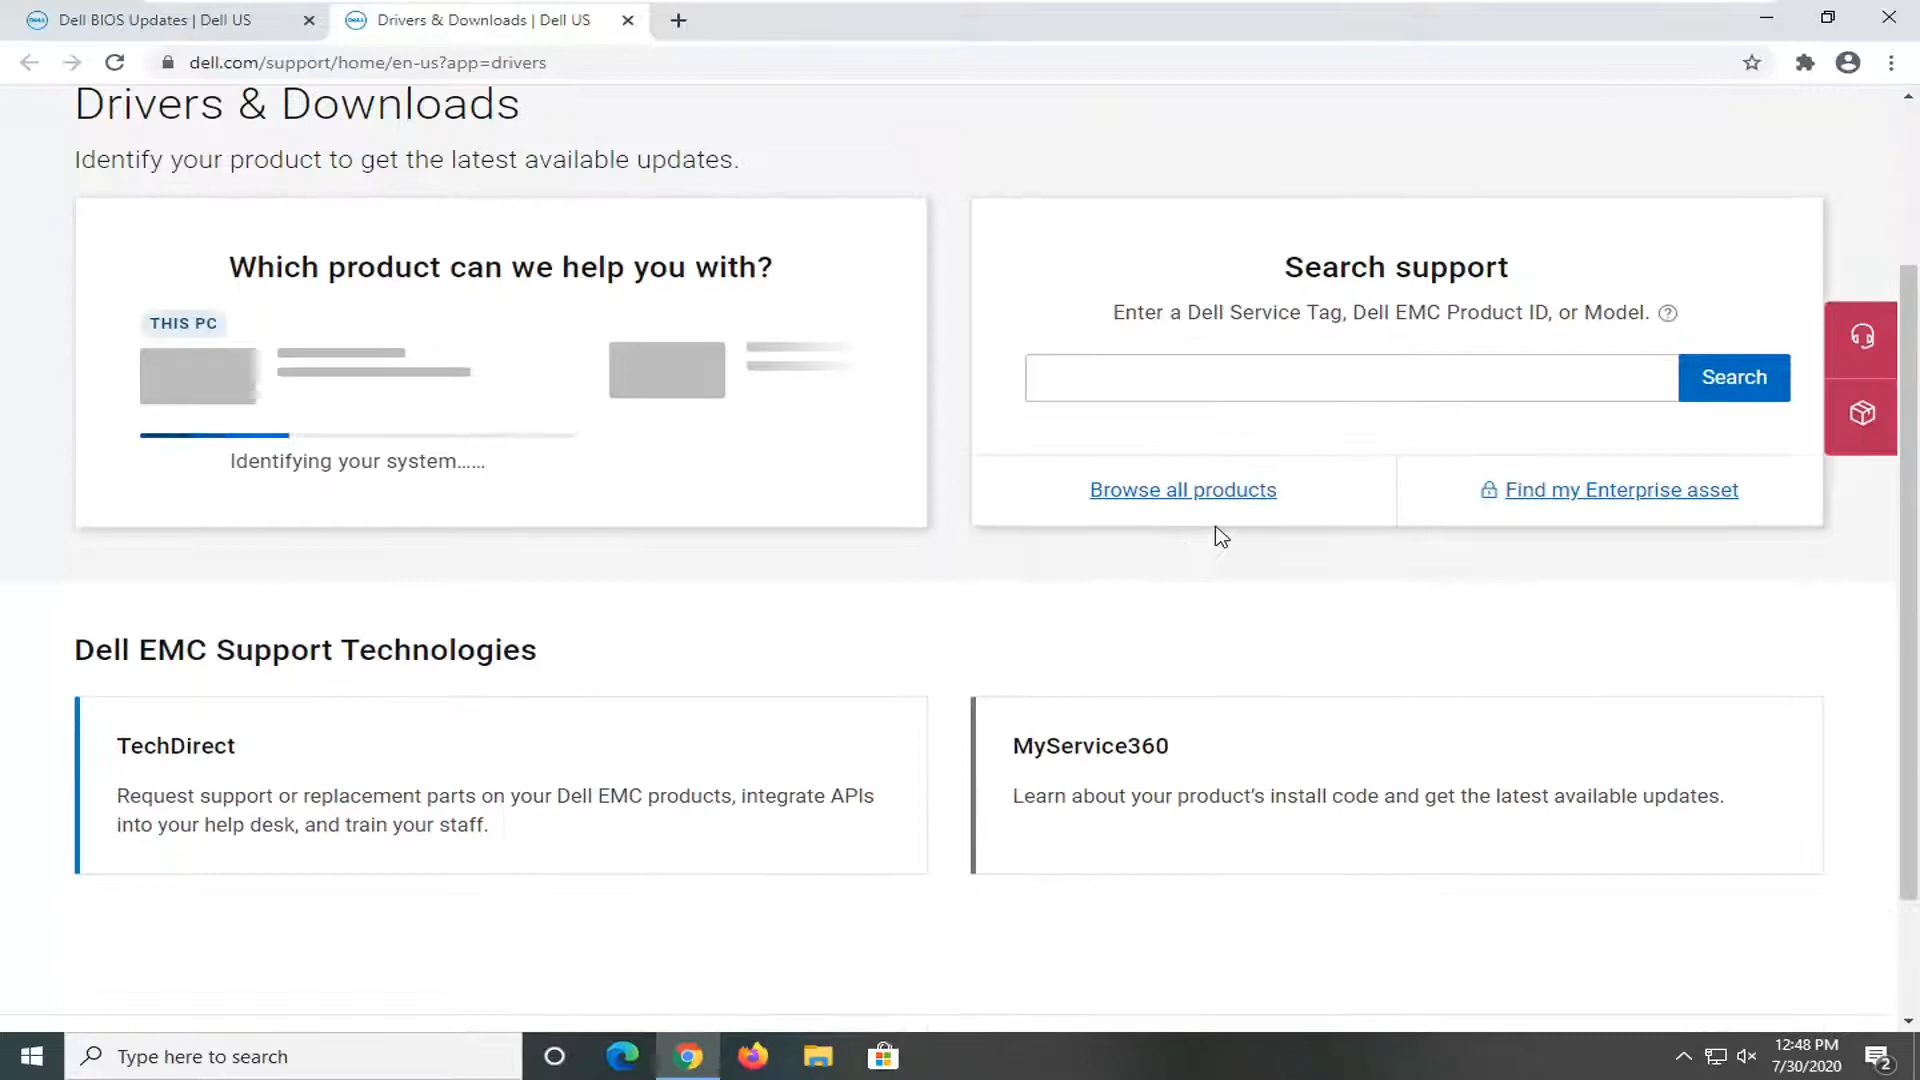 Dell BIOS Updates | Dell US
Drivers & Downloads | Dell US
dell.com/support/home/en-us?app=drivers
Drivers & Downloads
Identify your product to get the latest available updates.
Which product can we help you with?
THIS PC
Identifying your system......
Search support
Enter a Dell Service Tag, Dell EMC Product ID, or Model.
Search
Browse all products
Find my Enterprise asset
Dell EMC Support Technologies
TechDirect
Request support or replacement parts on your Dell EMC products, integrate APIs
into your help desk, and train your staff.
MyService360
Learn about your product's install code and get the latest available updates.
Type here to search
12:48 PM
7/30/2020
2